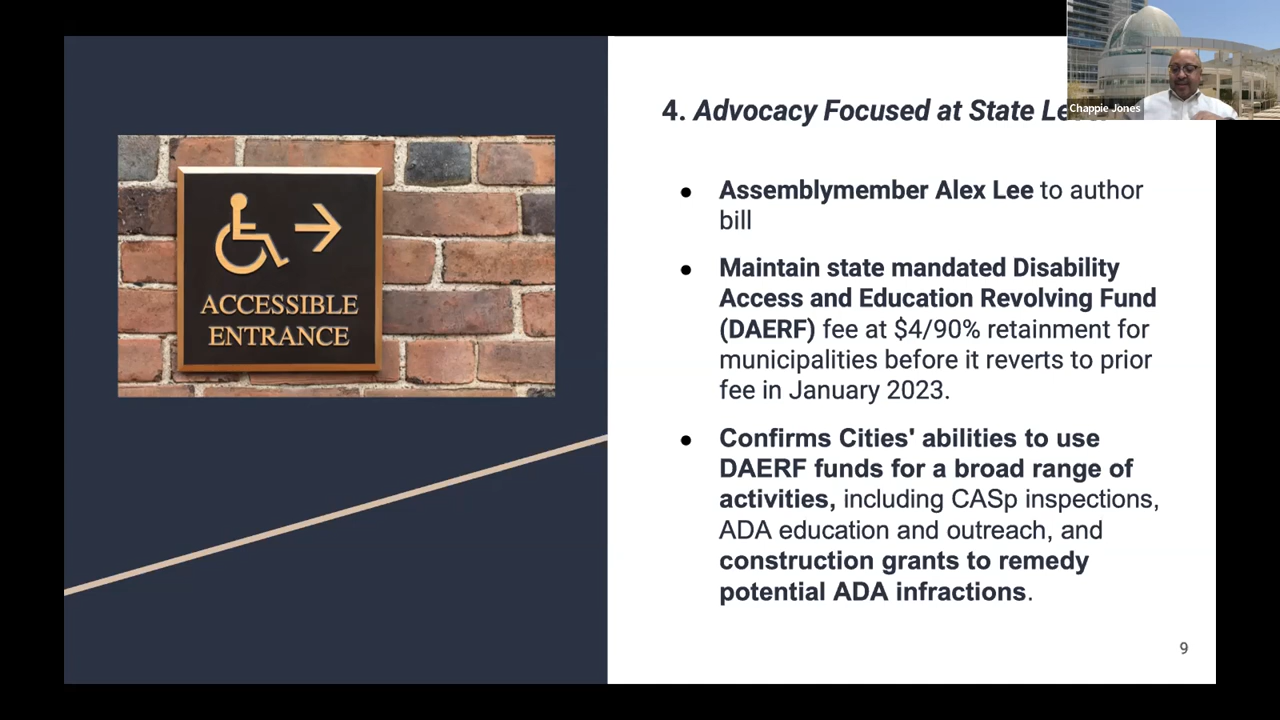 Chappie Jones
4. Advocacy Focused at State
ACCESSIBLE
ENTRANCE
● Assemblymember Alex Lee to author
bill
● Maintain state mandated Disability
Access and Education Revolving Fund
(DAERF) fee at $4/90% retainment for
municipalities before it reverts to prior
fee in January 2023.
● Confirms Cities' abilities to use
DAERF funds for a broad range of
activities, including CASp inspections,
ADA education and outreach, and
construction grants to remedy
potential ADA infractions.
9